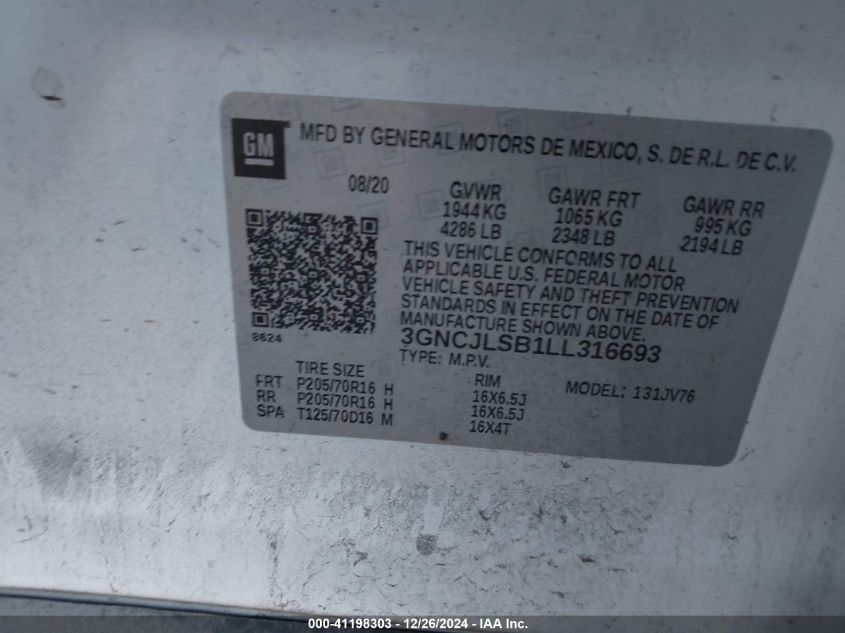 GM
MFD BY GENERAL MOTORS DE MEXICO, S. DE R.L. DE C.V.
08/20 GVWR GAWR FRT GAWR RR
1944 KG 1065 KG 995 KG
4286 LB 2348 LB 2194 LB
THIS VEHICLE CONFORMS TO ALL
APPLICABLE U.S. FEDERAL MOTOR
VEHICLE SAFETY AND THEFT PREVENTION
STANDARDS IN EFFECT ON THE DATE OF
MANUFACTURE SHOWN ABOVE.
8624
3GNCJLSB1LL316693
TYPE: M.P.V.
TIRE SIZE RIM MODEL: 131JV76
FRT P205/70R16 H 16X6.5J
RR P205/70R16 H 16X6.5J
SPA T125/70D16 M 16X4T
000-41198303 - 12/26/2024 - IAA Inc.